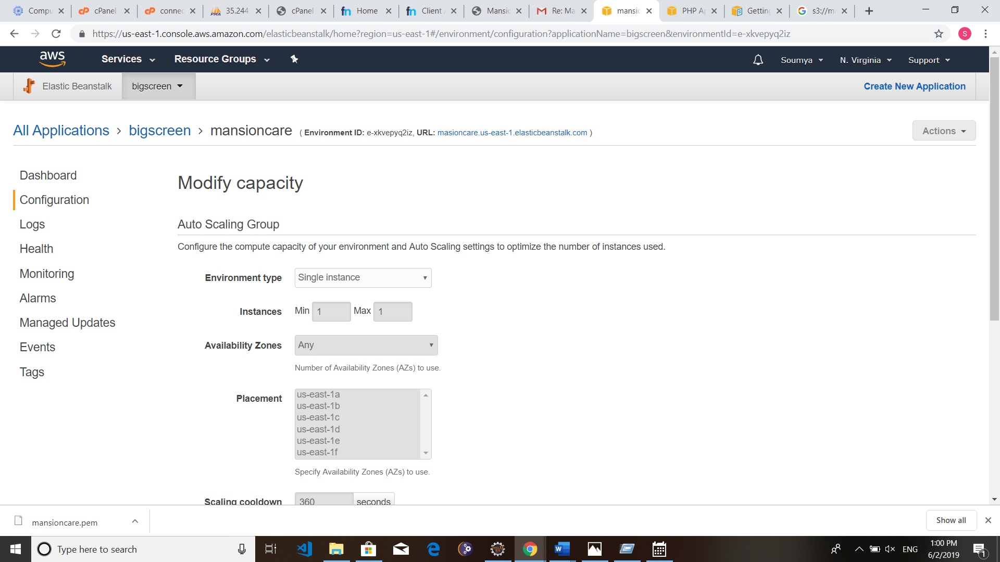 Compu
cPanel
connec
35.244.
cPanel
Home
Client
Mansic
Re: Ma
mansic
PHP Ap
Getting
s3://m
https://us-east-1.console.aws.amazon.com/elasticbeanstalk/home?region=us-east-1#/environment/configuration?applicationName=bigscreen&environmentId=e-xkvepyq2iz
S
aws Services Resource Groups Soumya N. Virginia Support
Elastic Beanstalk bigscreen Create New Application
All Applications > bigscreen > mansioncare ( Environment ID: e-xkvepyq2iz, URL: masioncare.us-east-1.elasticbeanstalk.com ) Actions
Dashboard
Configuration
Logs
Health
Monitoring
Alarms
Managed Updates
Events
Tags
Modify capacity
Auto Scaling Group
Configure the compute capacity of your environment and Auto Scaling settings to optimize the number of instances used.
Environment type Single instance
Instances Min 1 Max 1
Availability Zones Any
Number of Availability Zones (AZs) to use.
Placement us-east-1a
us-east-1b
us-east-1c
us-east-1d
us-east-1e
us-east-1f
Specify Availability Zones (AZs) to use.
Scaling cooldown 360 seconds
mansioncare.pem Show all
Type here to search
ENG
1:00 PM
6/2/2019
1